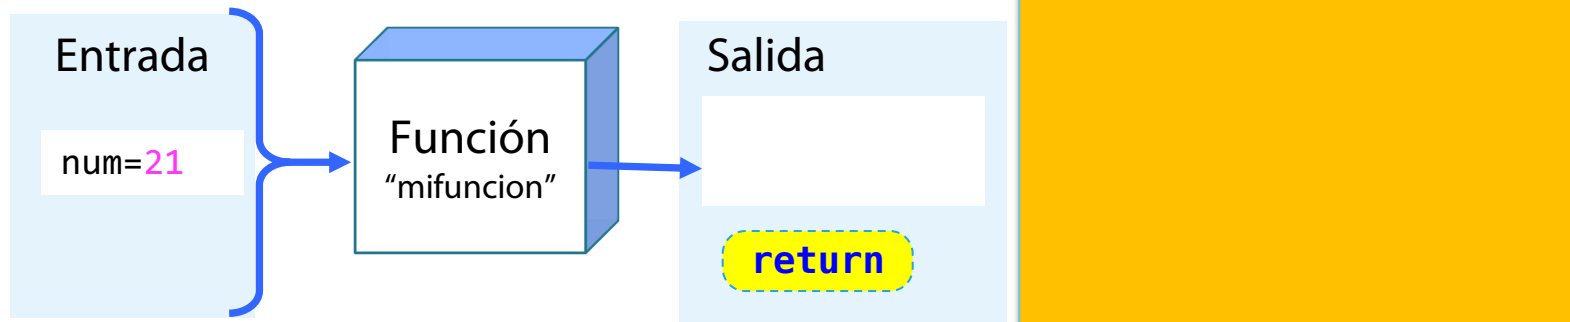 Entrada
num=21
Función
“mifuncion”
Salida
return